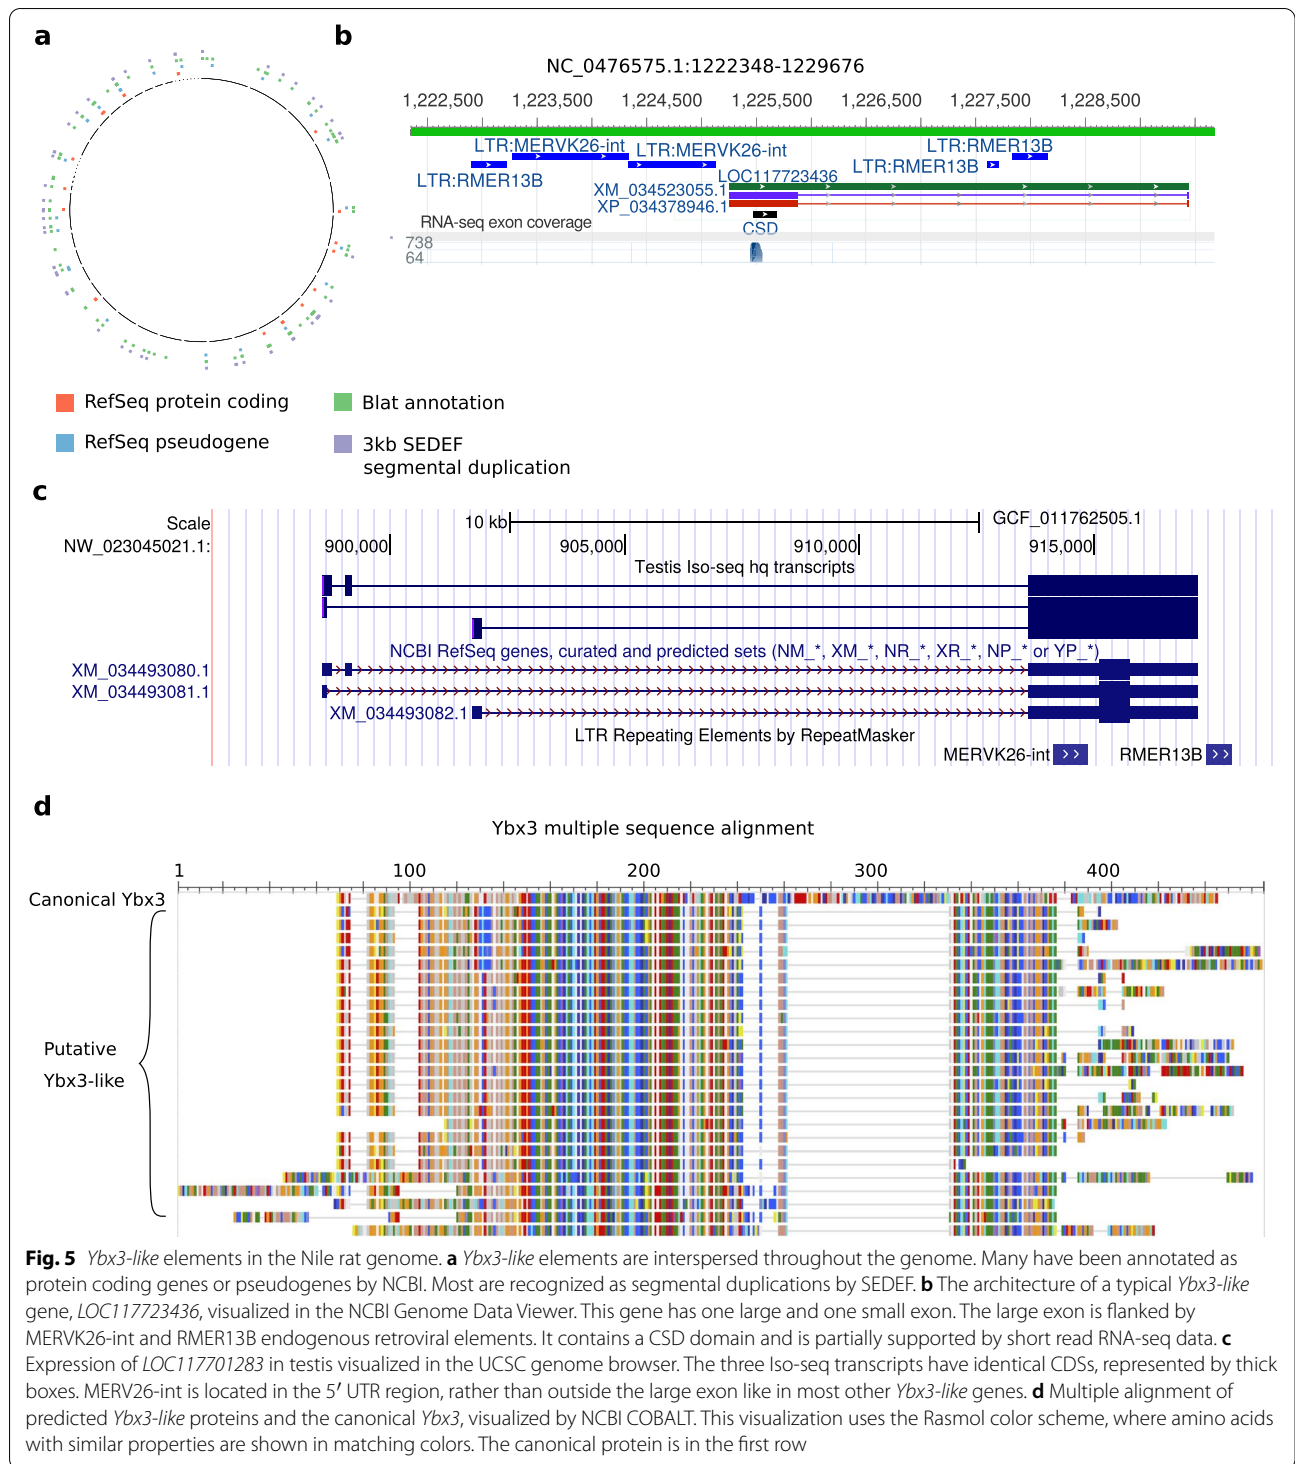 a
b
NC_0476575.1:1222348-1229676
1,222,500 1,223,500 1,224,500 1,225,500 1,226,500 1,227,500 1,228,500
LTR:MERVK26-int
LTR:MERVK26-int
LTR:RMER13B
LTR:RMER13B
LTR:RMER13B
LOC117723436
XM_034523055.1
XP_034378946.1
RNA-seq exon coverage
CSD
738
64
RefSeq protein coding
Blat annotation
RefSeq pseudogene
3kb SEDEF
segmental duplication
c
Scale
10 kb
GCF_011762505.1
NW_023045021.1:
900,000
905,000
910,000
915,000
Testis Iso-seq hq transcripts
NCBI RefSeq genes, curated and predicted sets (NM_*, XM_*, NR_*, XR_*, NP_* or YP_*)
XM_034493080.1
XM_034493081.1
XM_034493082.1
LTR Repeating Elements by RepeatMasker
MERVK26-int
RMER13B
d
Ybx3 multiple sequence alignment
1 100 200 300 400
Canonical Ybx3
Putative
Ybx3-like
Fig. 5 Ybx3-like elements in the Nile rat genome. a Ybx3-like elements are interspersed throughout the genome. Many have been annotated as
protein coding genes or pseudogenes by NCBI. Most are recognized as segmental duplications by SEDEF. b The architecture of a typical Ybx3-like
gene, LOC117723436, visualized in the NCBI Genome Data Viewer. This gene has one large and one small exon. The large exon is flanked by
MERVK26-int and RMER13B endogenous retroviral elements. It contains a CSD domain and is partially supported by short read RNA-seq data. c
Expression of LOC117701283 in testis visualized in the UCSC genome browser. The three Iso-seq transcripts have identical CDSs, represented by thick
boxes. MERV26-int is located in the 5′ UTR region, rather than outside the large exon like in most other Ybx3-like genes. d Multiple alignment of
predicted Ybx3-like proteins and the canonical Ybx3, visualized by NCBI COBALT. This visualization uses the Rasmol color scheme, where amino acids
with similar properties are shown in matching colors. The canonical protein is in the first row